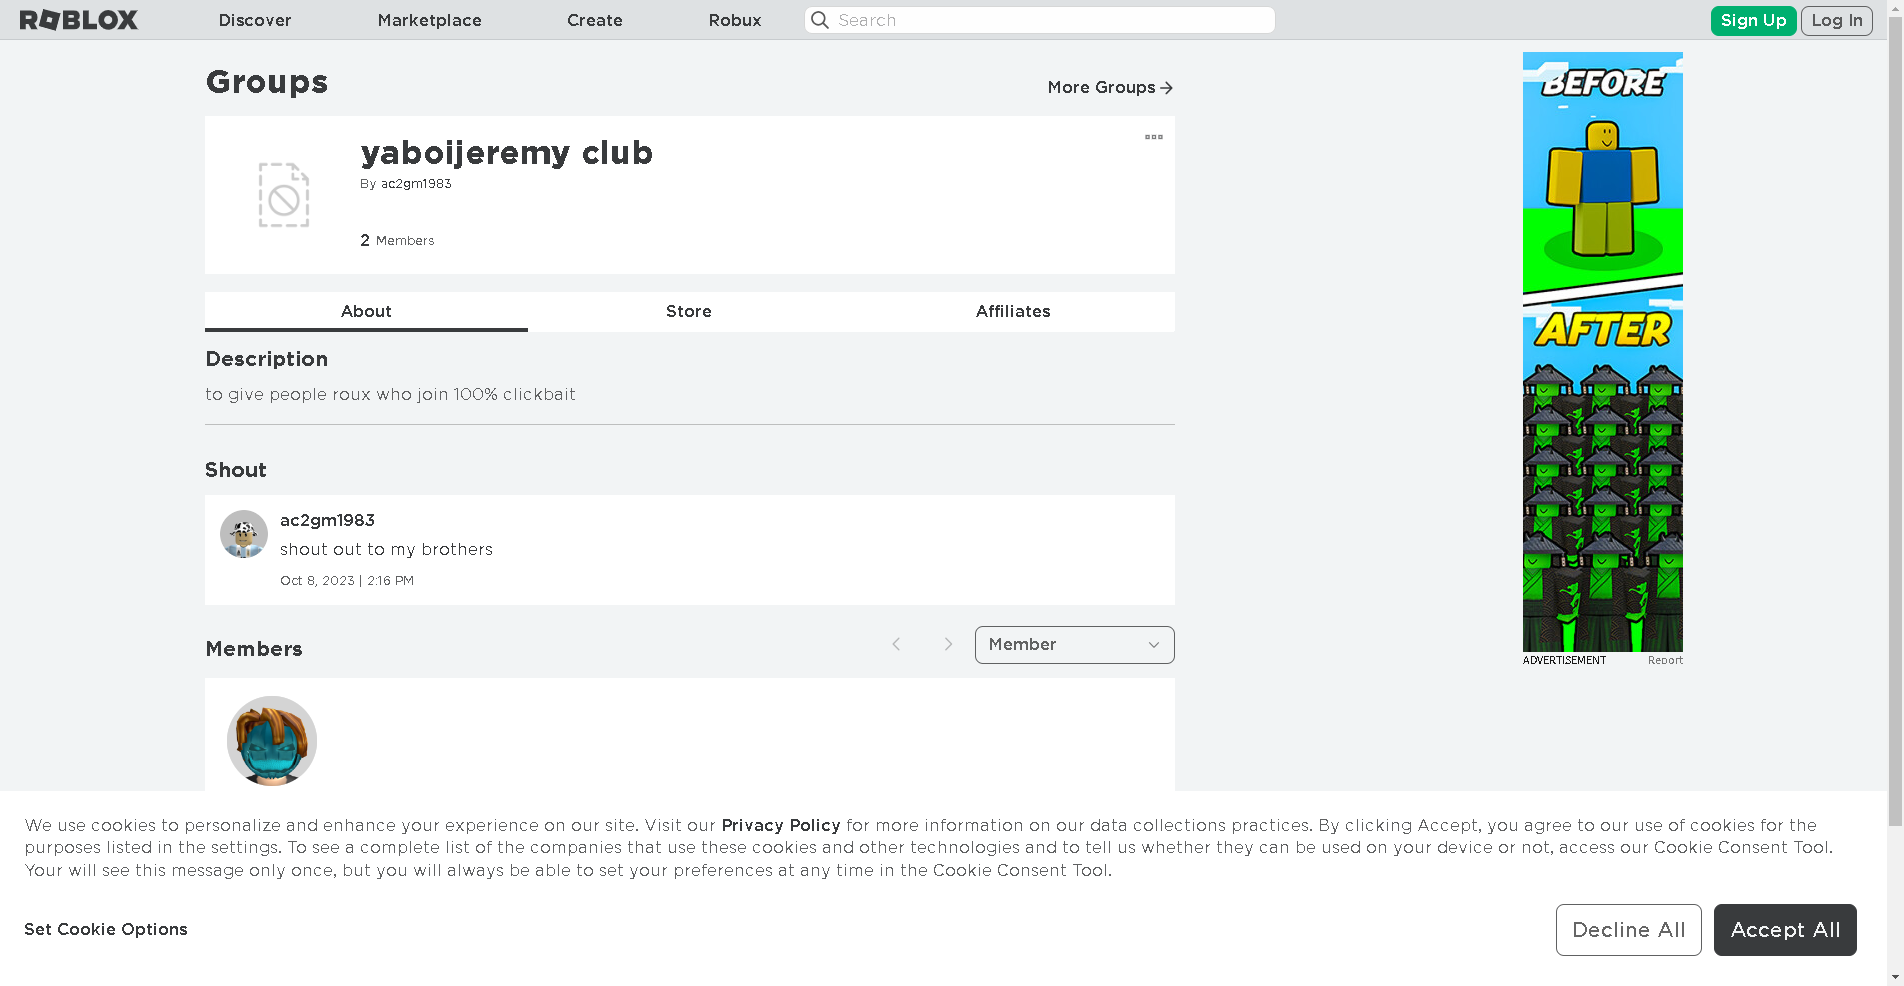 ROBLOX Discover Marketplace Create Robux Search Sign Up Log In
Groups
More Groups
yaboijeremy club
By ac2gm1983
2 Members
About Store Affiliates
Description
to give people roux who join 100% clickbait
Shout
ac2gm1983
shout out to my brothers
Oct 8, 2023 | 2:16 PM
Members
Member
BEFORE
AFTER
ADVERTISEMENT Report
We use cookies to personalize and enhance your experience on our site. Visit our Privacy Policy for more information on our data collections practices. By clicking Accept, you agree to our use of cookies for the
purposes listed in the settings. To see a complete list of the companies that use these cookies and other technologies and to tell us whether they can be used on your device or not, access our Cookie Consent Tool.
Your will see this message only once, but you will always be able to set your preferences at any time in the Cookie Consent Tool.
Set Cookie Options
Decline All Accept All